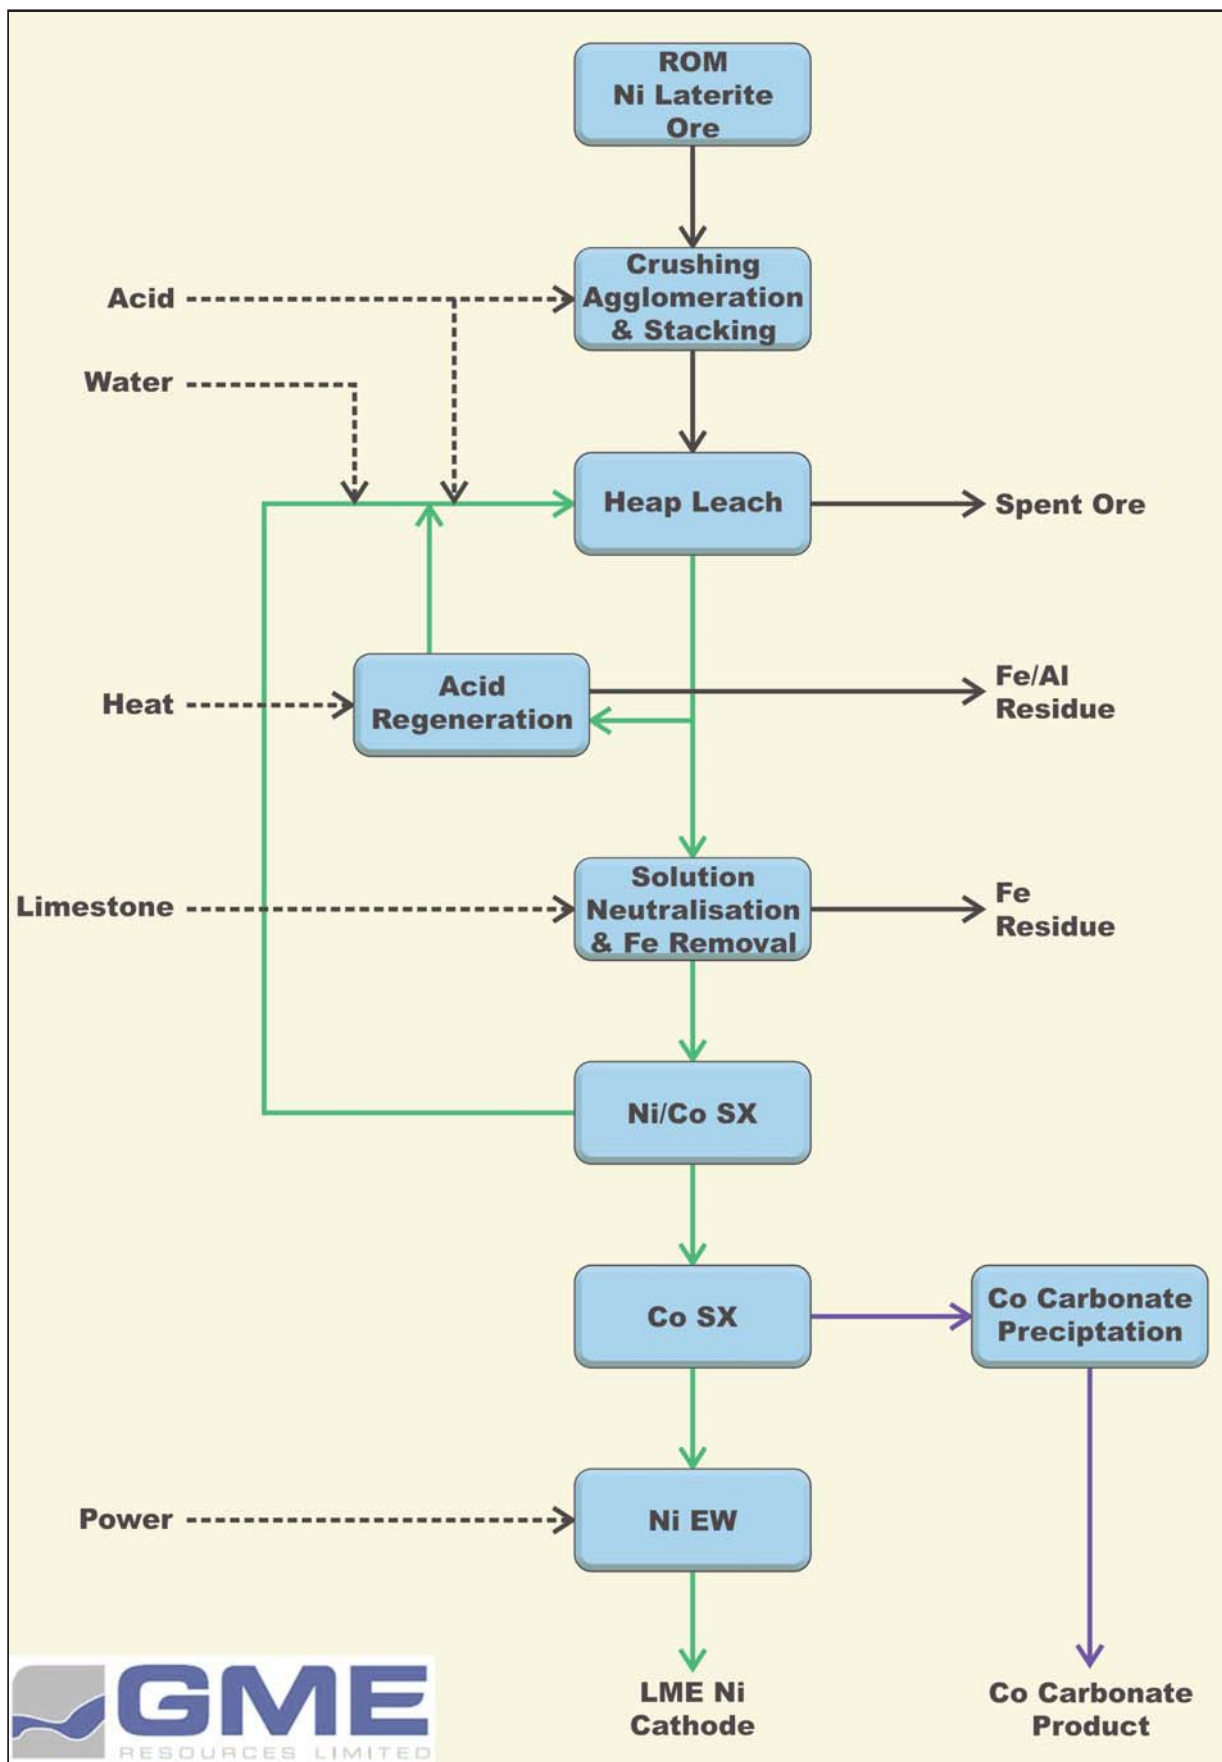 ROM
Ni Laterite
Ore
Crushing
Agglomeration
& Stacking
Acid
Water
Heap Leach
Spent Ore
Acid
Regeneration
Heat
Fe/Al
Residue
Solution
Neutralisation
& Fe Removal
Limestone
Fe
Residue
Ni/Co SX
Co SX
Co Carbonate
Preciptation
Ni EW
Power
LME Ni
Cathode
Co Carbonate
Product
GME
RESOURCES LIMITED